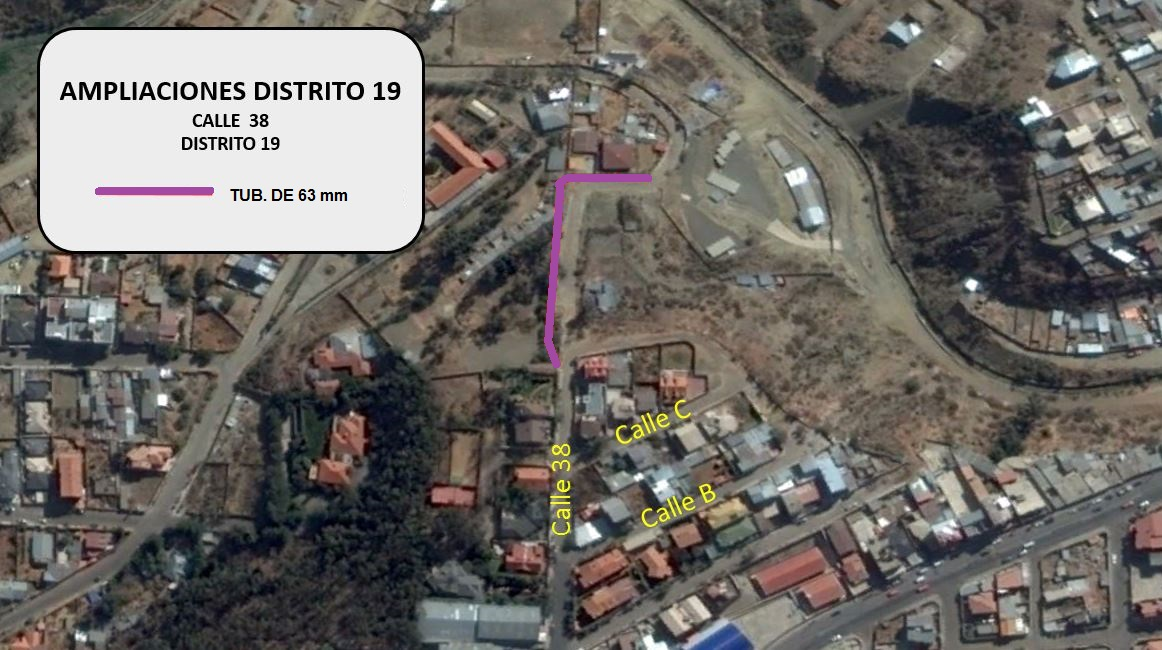 AMPLIACIONES DISTRITO 19
CALLE 38
DISTRITO 19
TUB. DE 63 mm
Calle C
Calle 38
Calle B